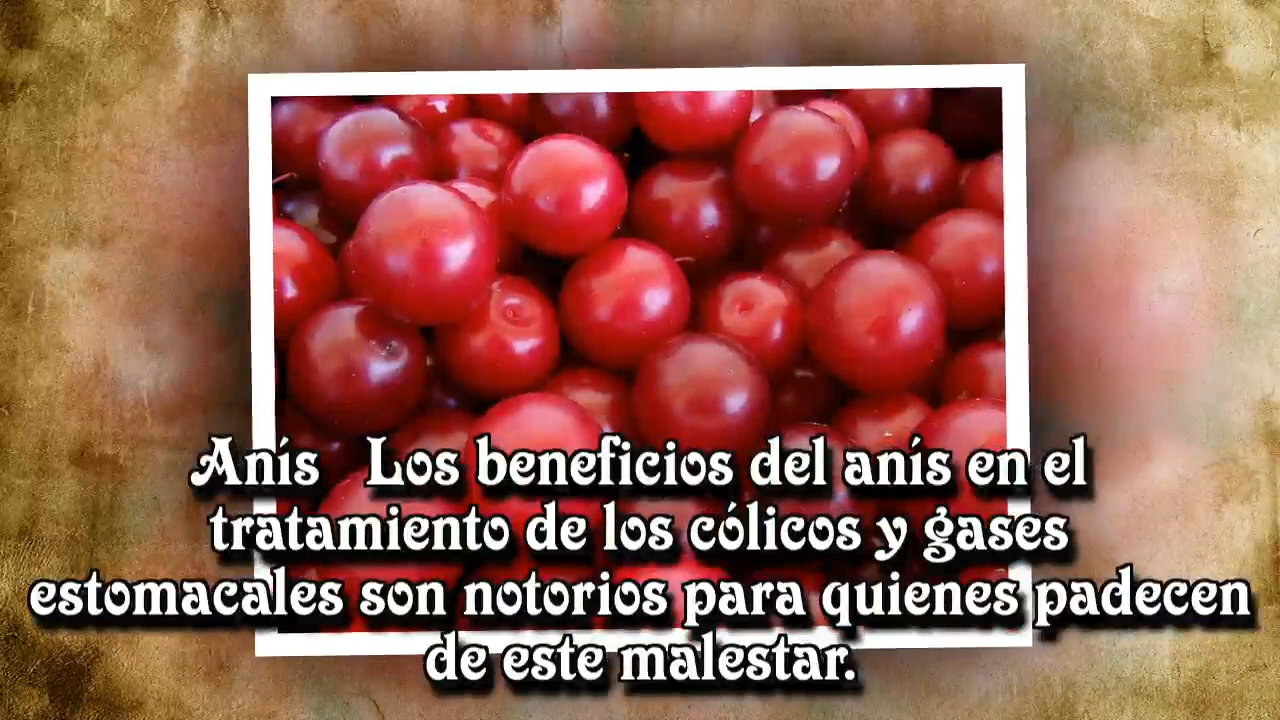 Anís   Los beneficios del anís en el
tratamiento de los cólicos y gases
estomacales son notorios para quienes padecen
de este malestar.